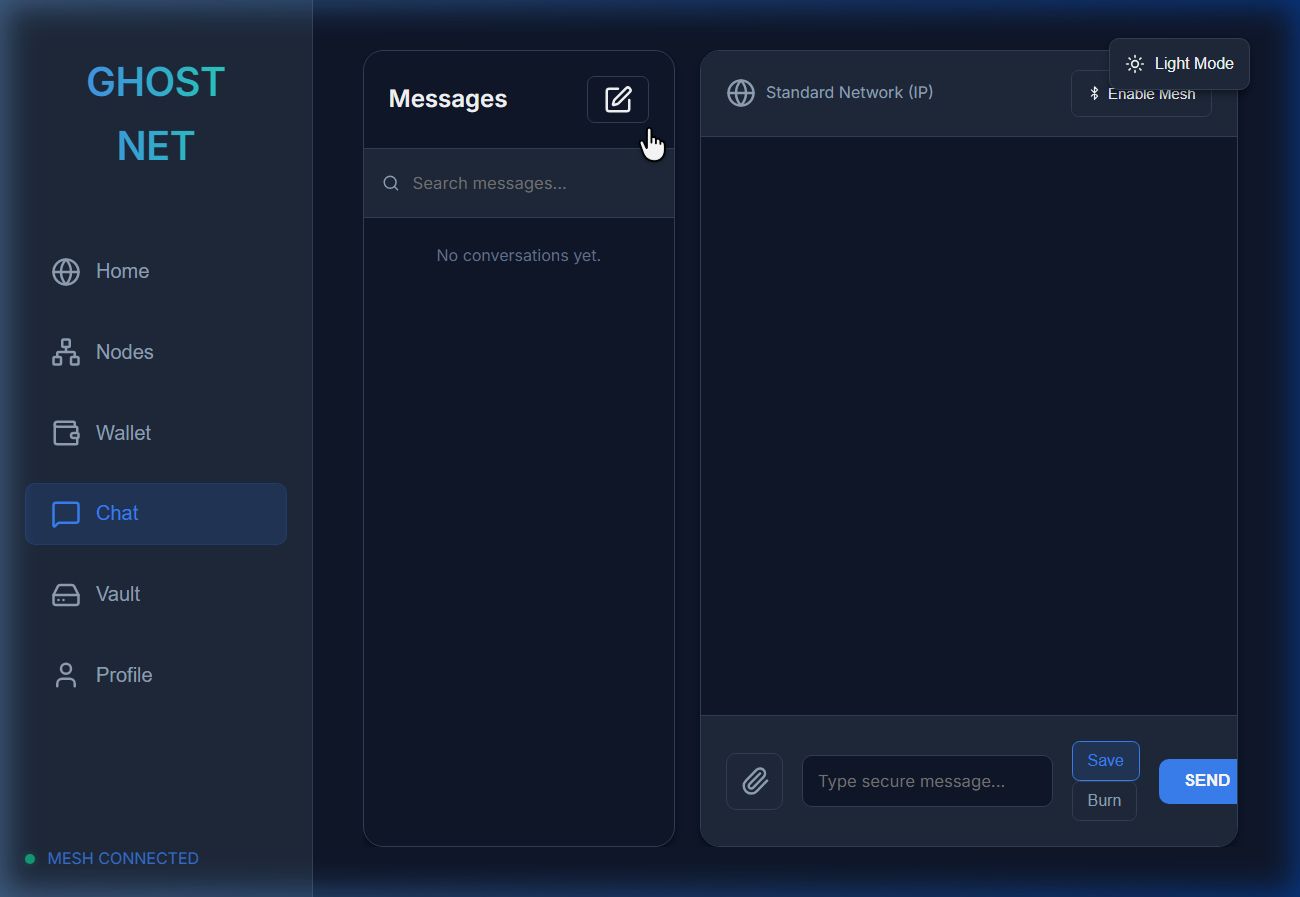 GHOST
NET
Home
Nodes
Wallet
Chat
Vault
Profile
MESH CONNECTED
Messages
Search messages...
No conversations yet.
Standard Network (IP)
Light Mode
Enable Mesh
Type secure message...
Save
Burn
SEND